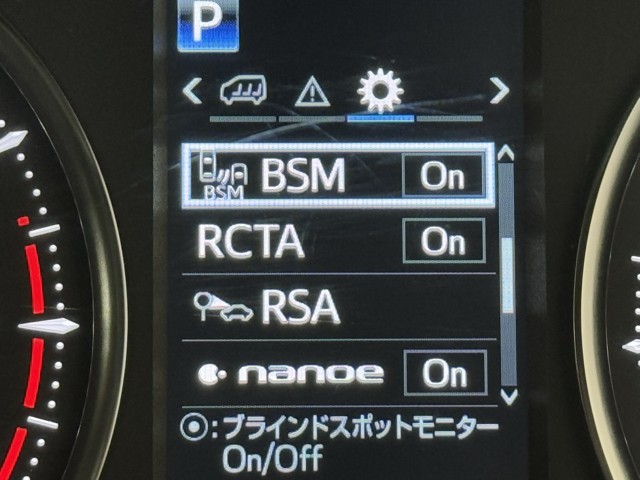 P
BSM BSM On
RCTA On
RSA
nanoe On
⦿:ブラインドスポットモニター
On/Off